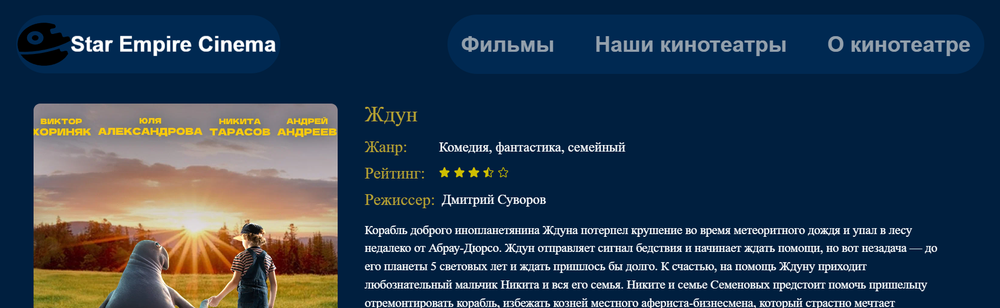 Star Empire Cinema
Фильмы Наши кинотеатры О кинотеатре
ВИКТОР ЮЛЯ НИКИТА АНДРЕЙ
ХОРИНЯК АЛЕКСАНДРОВА ТАРАСОВ АНДРЕЕВ
Ждун
Жанр: Комедия, фантастика, семейный
Рейтинг:
Режиссер: Дмитрий Суворов
Корабль доброго инопланетянина Ждуна потерпел крушение во время метеоритного дождя и упал в лесу
недалеко от Абрау-Дюрсо. Ждун отправляет сигнал бедствия и начинает ждать помощи, но вот незадача — до
его планеты 5 световых лет и ждать пришлось бы долго. К счастью, на помощь Ждуну приходит
любознательный мальчик Никита и вся его семья. Никите и семье Семеновых предстоит помочь пришельцу
отремонтировать корабль, избежать козней местного афериста-бизнесмена, который страстно мечтает